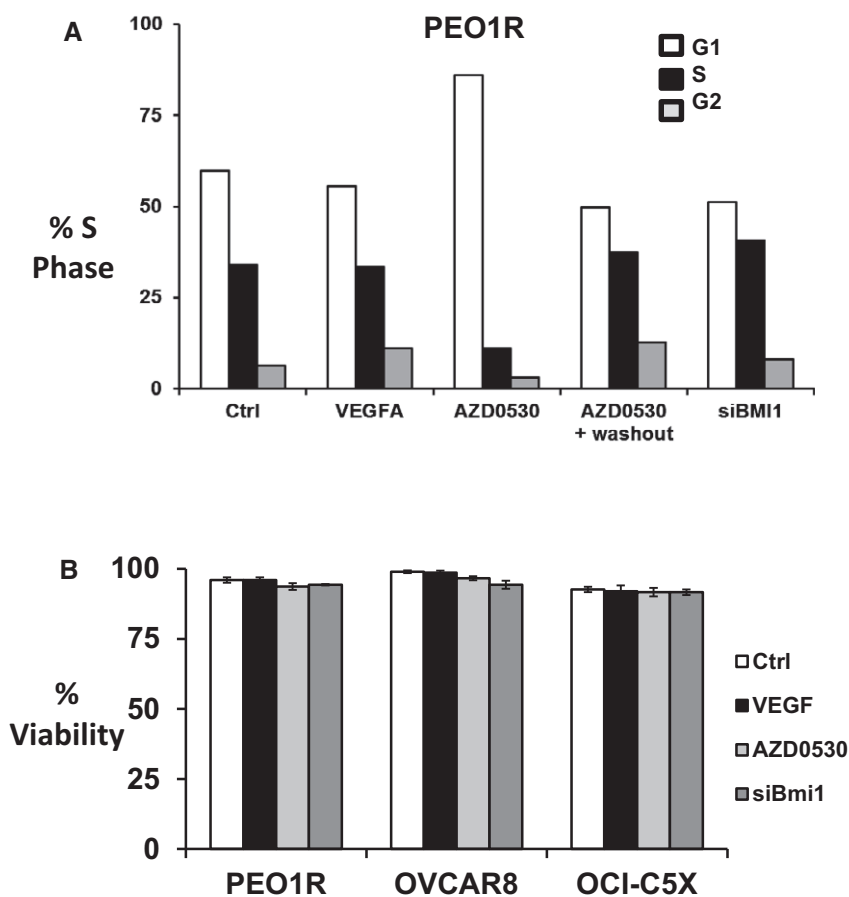 A
PEO1R
100
75
50
25
0
% S
Phase
G1
S
G2
Ctrl
VEGFA
AZD0530
AZD0530
+ washout
siBMI1
B
100
75
50
25
0
%
Viability
Ctrl
VEGF
AZD0530
siBmi1
PEO1R
OVCAR8
OCI-C5X